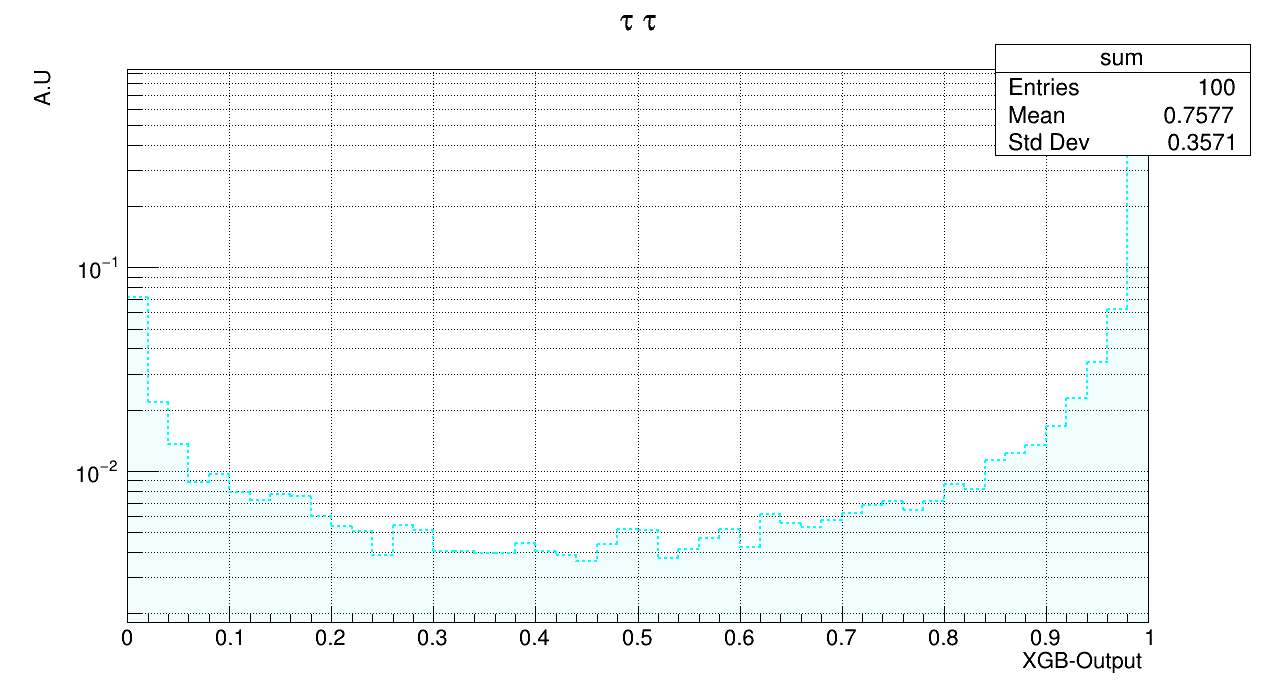 τ τ
A.U
sum
Entries 100
Mean 0.7577
Std Dev 0.3571
10⁻¹
10⁻²
0 0.1 0.2 0.3 0.4 0.5 0.6 0.7 0.8 0.9 1
XGB-Output